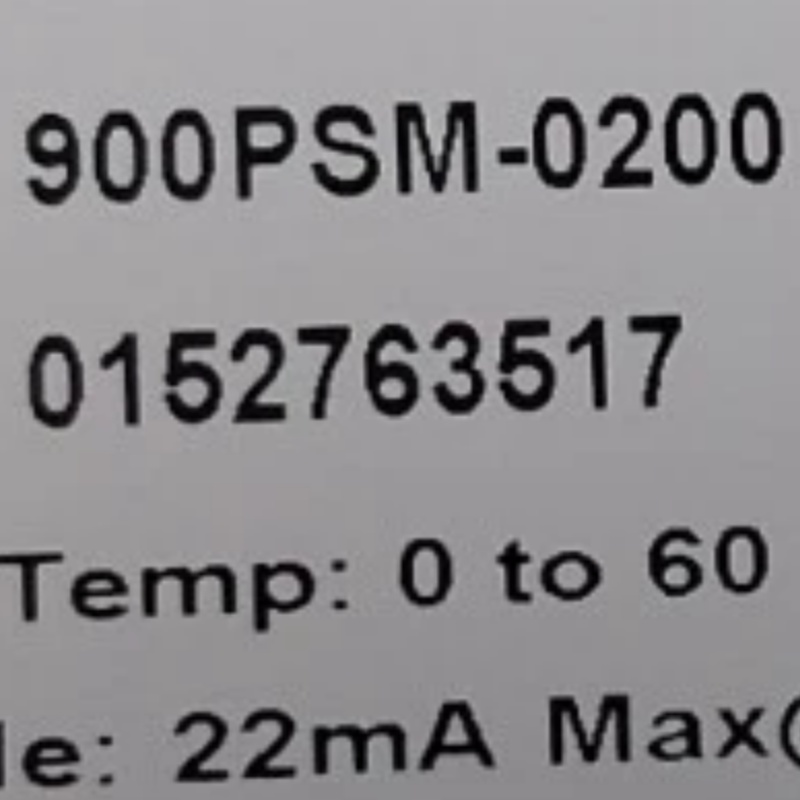 900PSM-0200
0152763517
Temp: 0 to 60
le: 22mA Max(